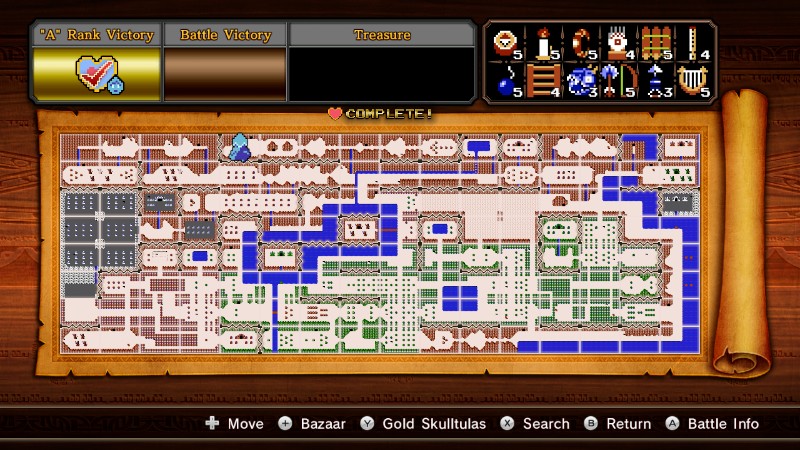 "A" Rank Victory
Battle Victory
Treasure
5 5 5 4 5 4
5 4 3 5 3 5
COMPLETE!
Move
+ Bazaar
Y Gold Skulltulas
X Search
B Return
A Battle Info